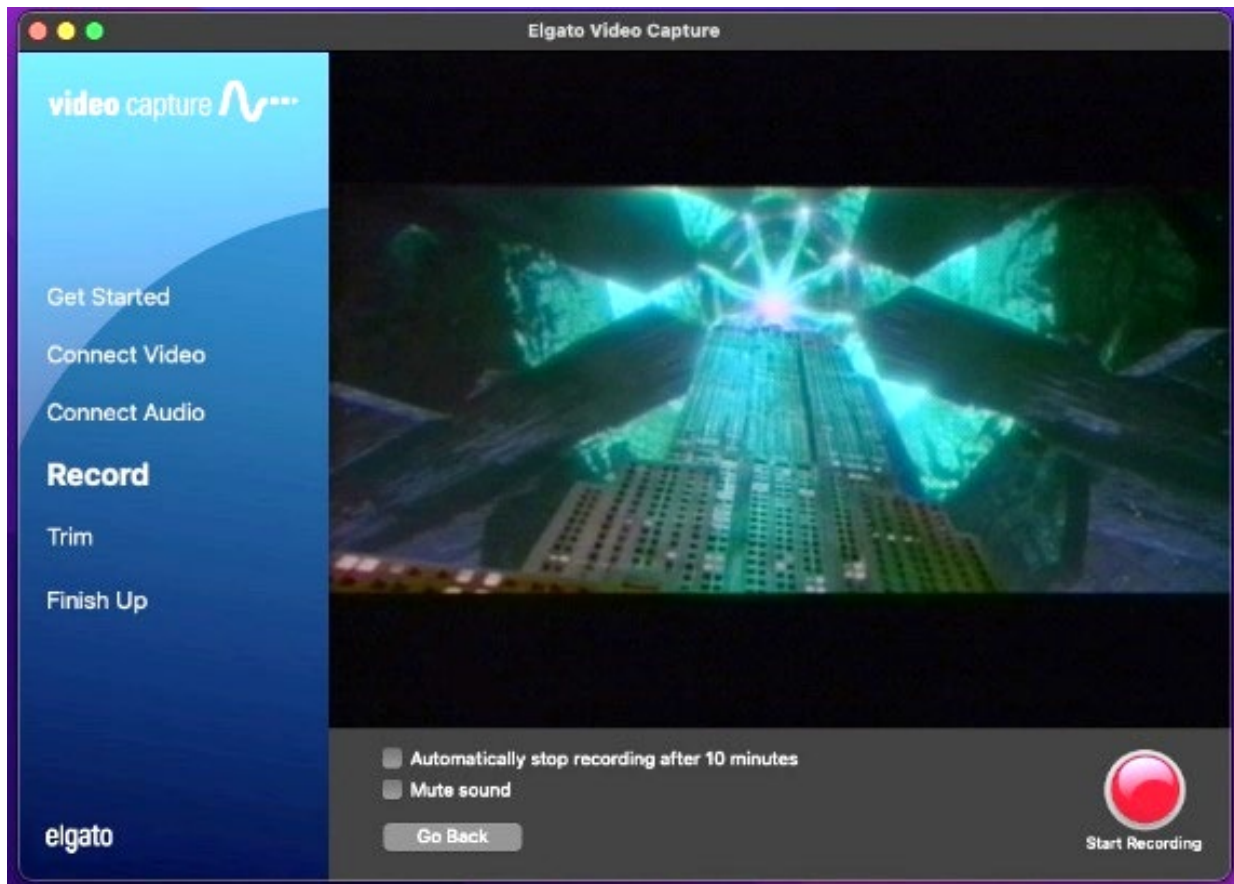 Elgato Video Capture
video capture
Get Started
Connect Video
Connect Audio
Record
Trim
Finish Up
elgato
Automatically stop recording after 10 minutes
Mute sound
Go Back
Start Recording